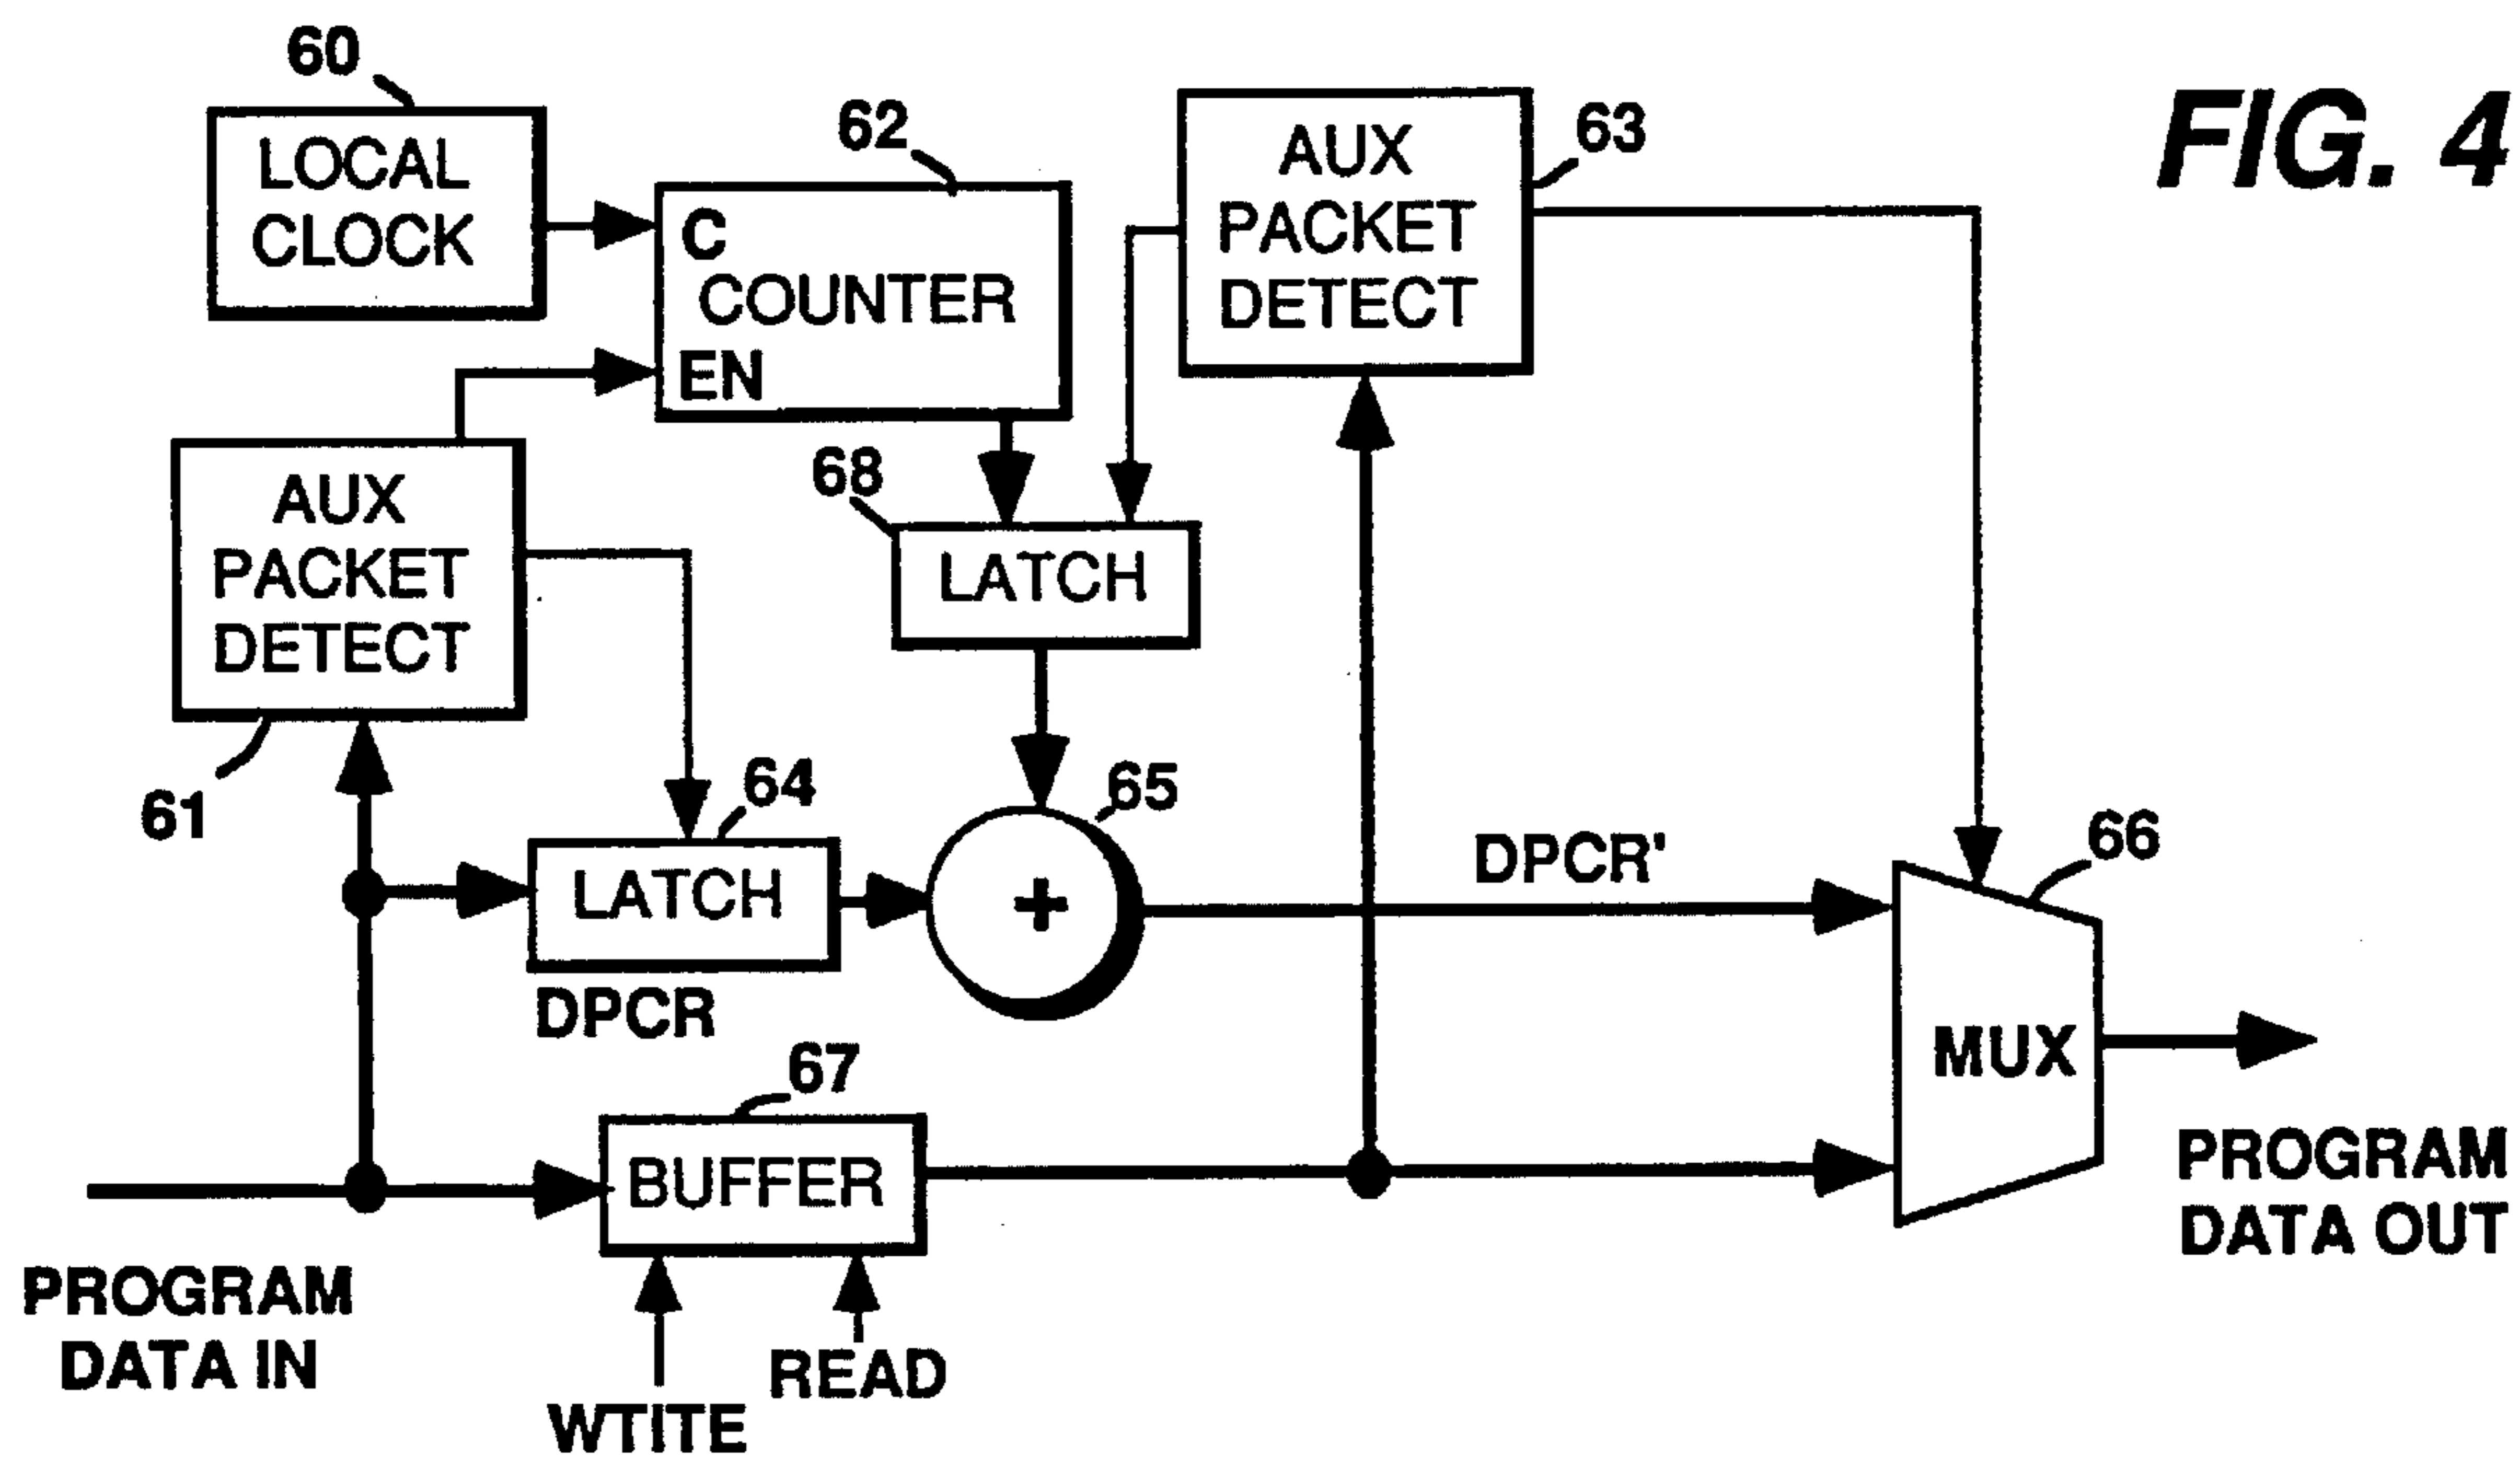 60
LOCAL
CLOCK
62
C
COUNTER
EN
AUX
PACKET
DETECT
63
FIG. 4
AUX
PACKET
DETECT
61
68
LATCH
64
LATCH
DPCR
65
+
DPCR'
66
MUX
67
BUFFER
PROGRAM
DATA IN
WTITE
READ
PROGRAM
DATA OUT